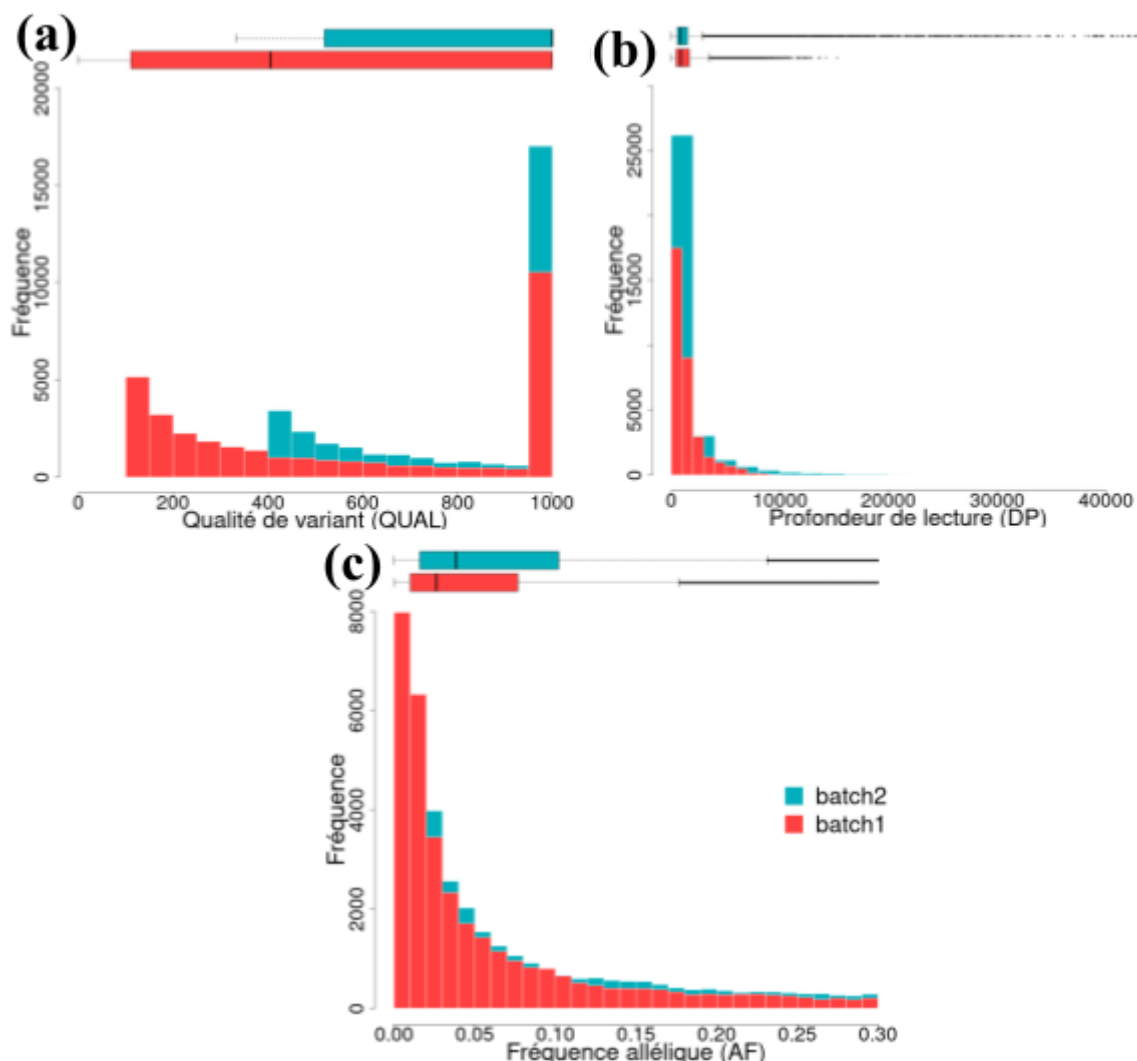 (a)
20000
15000
10000
5000
0
Fréquence
0 200 400 600 800 1000
Qualité de variant (QUAL)
(b)
25000
15000
5000
0
Fréquence
0 10000 20000 30000 40000
Profondeur de lecture (DP)
(c)
8000
6000
4000
2000
0
Fréquence
batch2
batch1
0.00 0.05 0.10 0.15 0.20 0.25 0.30
Fréquence allélique (AF)